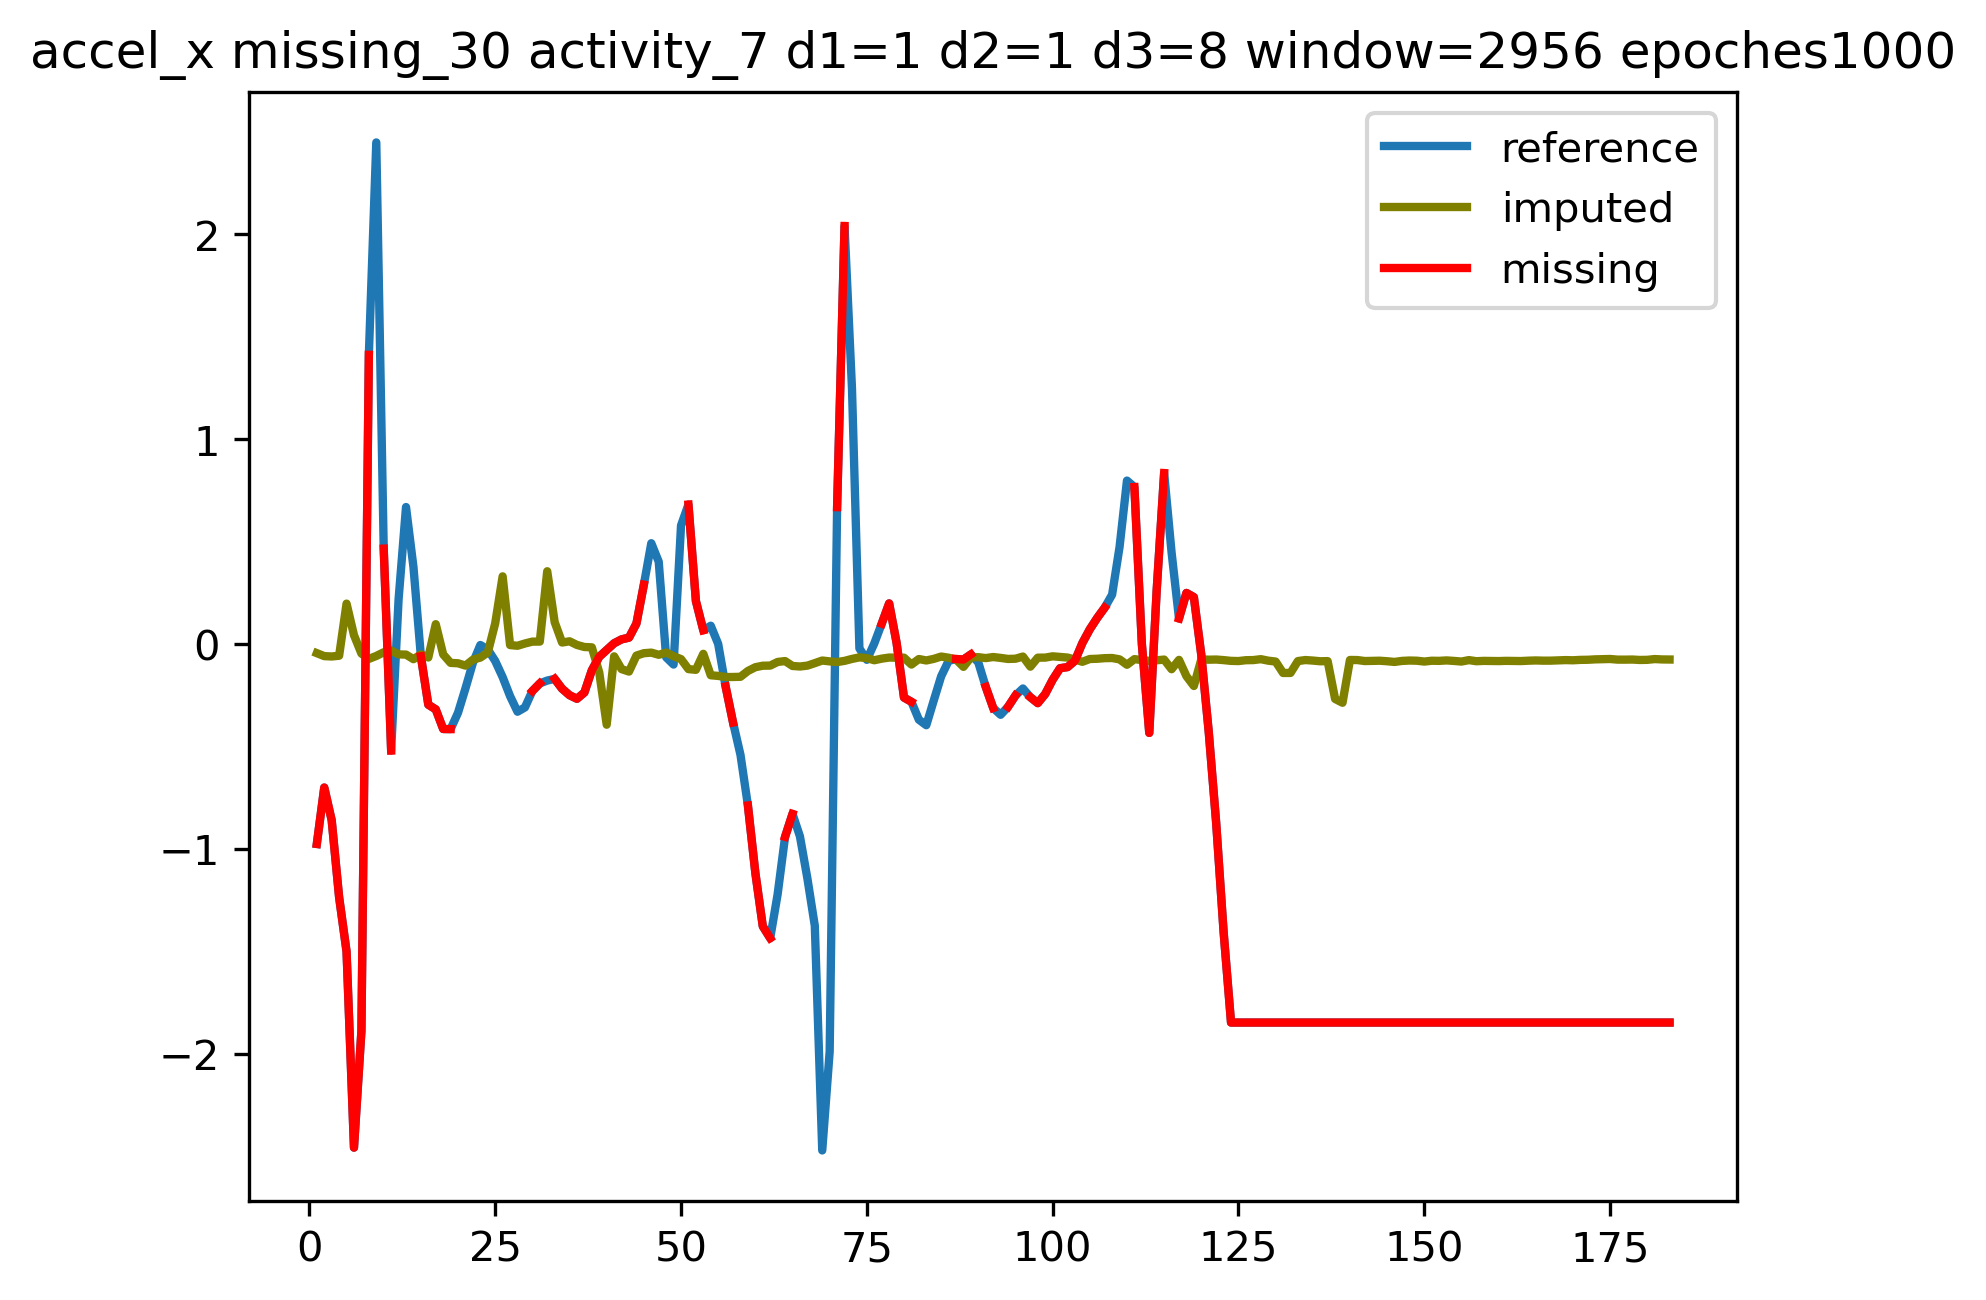 accel_x missing_30 activity_7 d1=1 d2=1 d3=8 window=2956 epoches1000
reference
imputed
missing
2
1
0
−1
−2
0 25 50 75 100 125 150 175